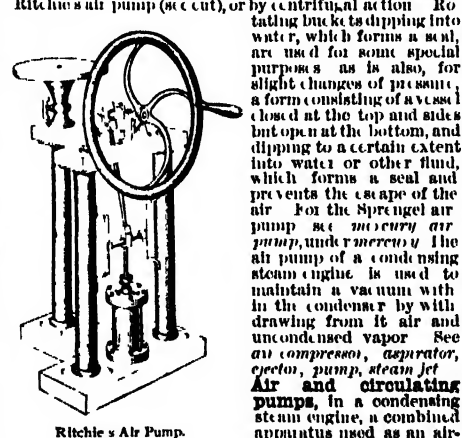 Ritchie's air pump (see cut), or by centrifugal action Ro
tating buckets dipping into
water, which forms a seal,
are used for some special
purposes as is also, for
slight changes of pressure,
a form consisting of a vessel
closed at the top and sides
but open at the bottom, and
dipping to a certain extent
into water or other fluid,
which forms a seal and
prevents the escape of the
air For the Sprengel air
pump see mercury air
pump, under mercury The
air pump of a condensing
steam engine is used to
maintain a vacuum with
in the condenser by with
drawing from it air and
uncondensed vapor See
air compressor, aspirator,
ejector, pump, steam jet
Air and circulating
pumps, in a condensing
steam engine, a combined
apparatus used as an air-
Ritchie s Air Pump.